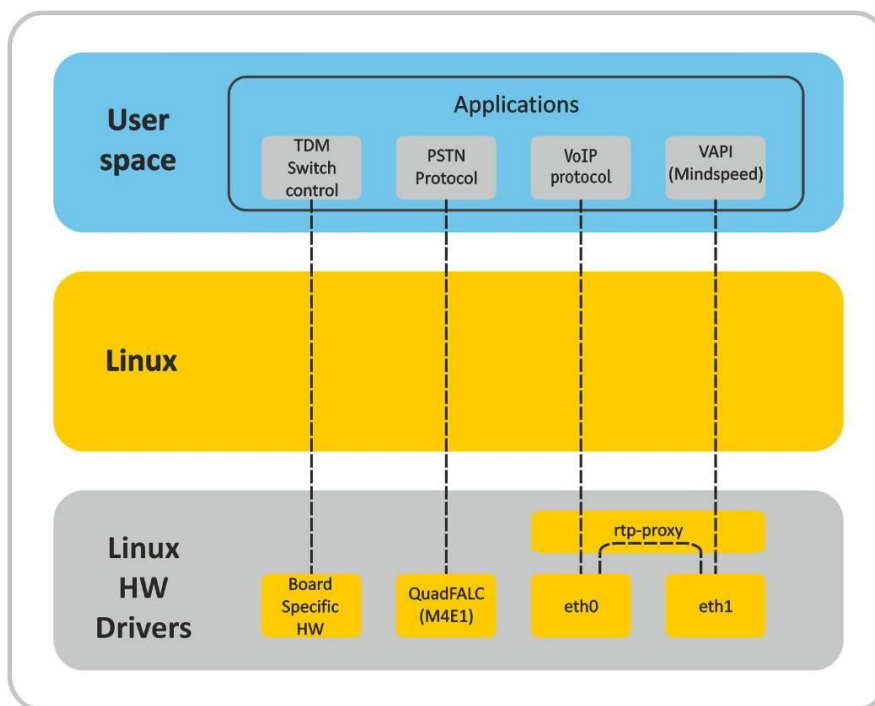 User
space
Applications
TDM
Switch
control
PSTN
Protocol
VoIP
protocol
VAPI
(Mindspeed)
Linux
Linux
HW
Drivers
rtp-proxy
Board
Specific
HW
QuadFALC
(M4E1)
eth0
eth1